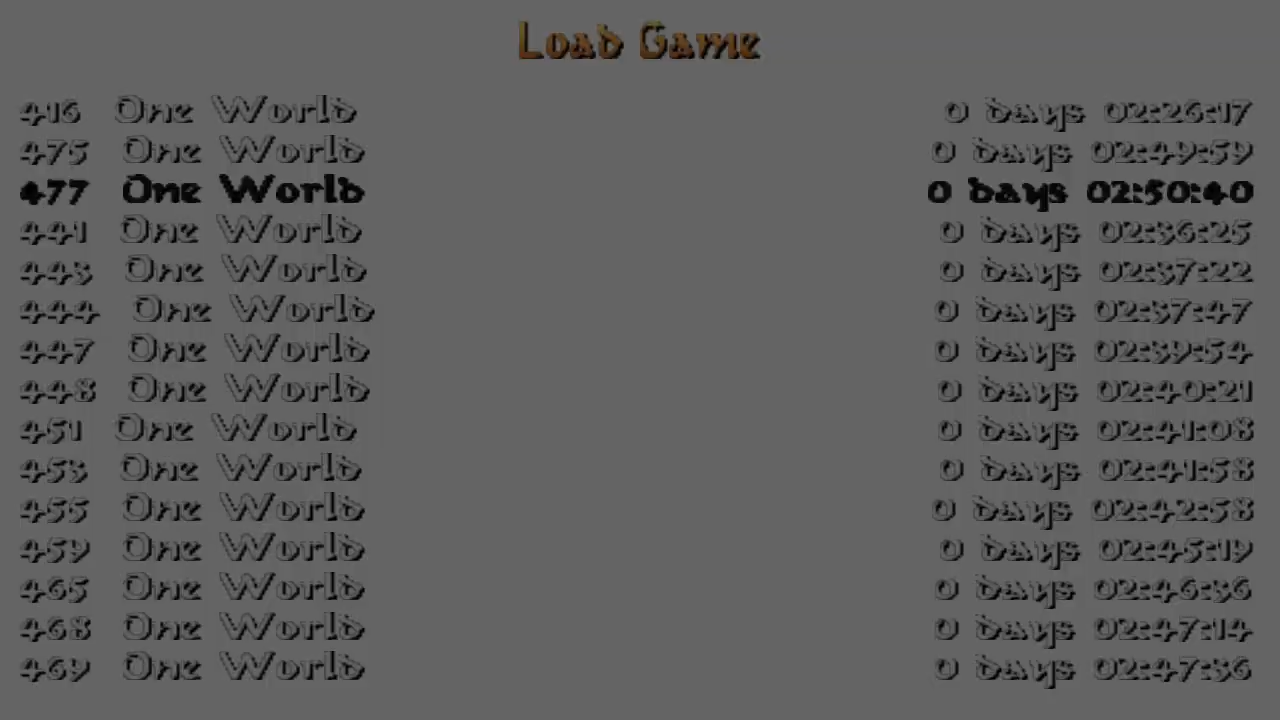 Load Game
416 One World 0 days 02:26:17
475 One World 0 days 02:49:59
477 One World 0 days 02:50:40
441 One World 0 days 02:36:25
443 One World 0 days 02:37:22
444 One World 0 days 02:37:47
447 One World 0 days 02:39:54
448 One World 0 days 02:40:21
451 One World 0 days 02:41:08
453 One World 0 days 02:41:58
455 One World 0 days 02:42:58
459 One World 0 days 02:45:19
465 One World 0 days 02:46:36
468 One World 0 days 02:47:14
469 One World 0 days 02:47:36